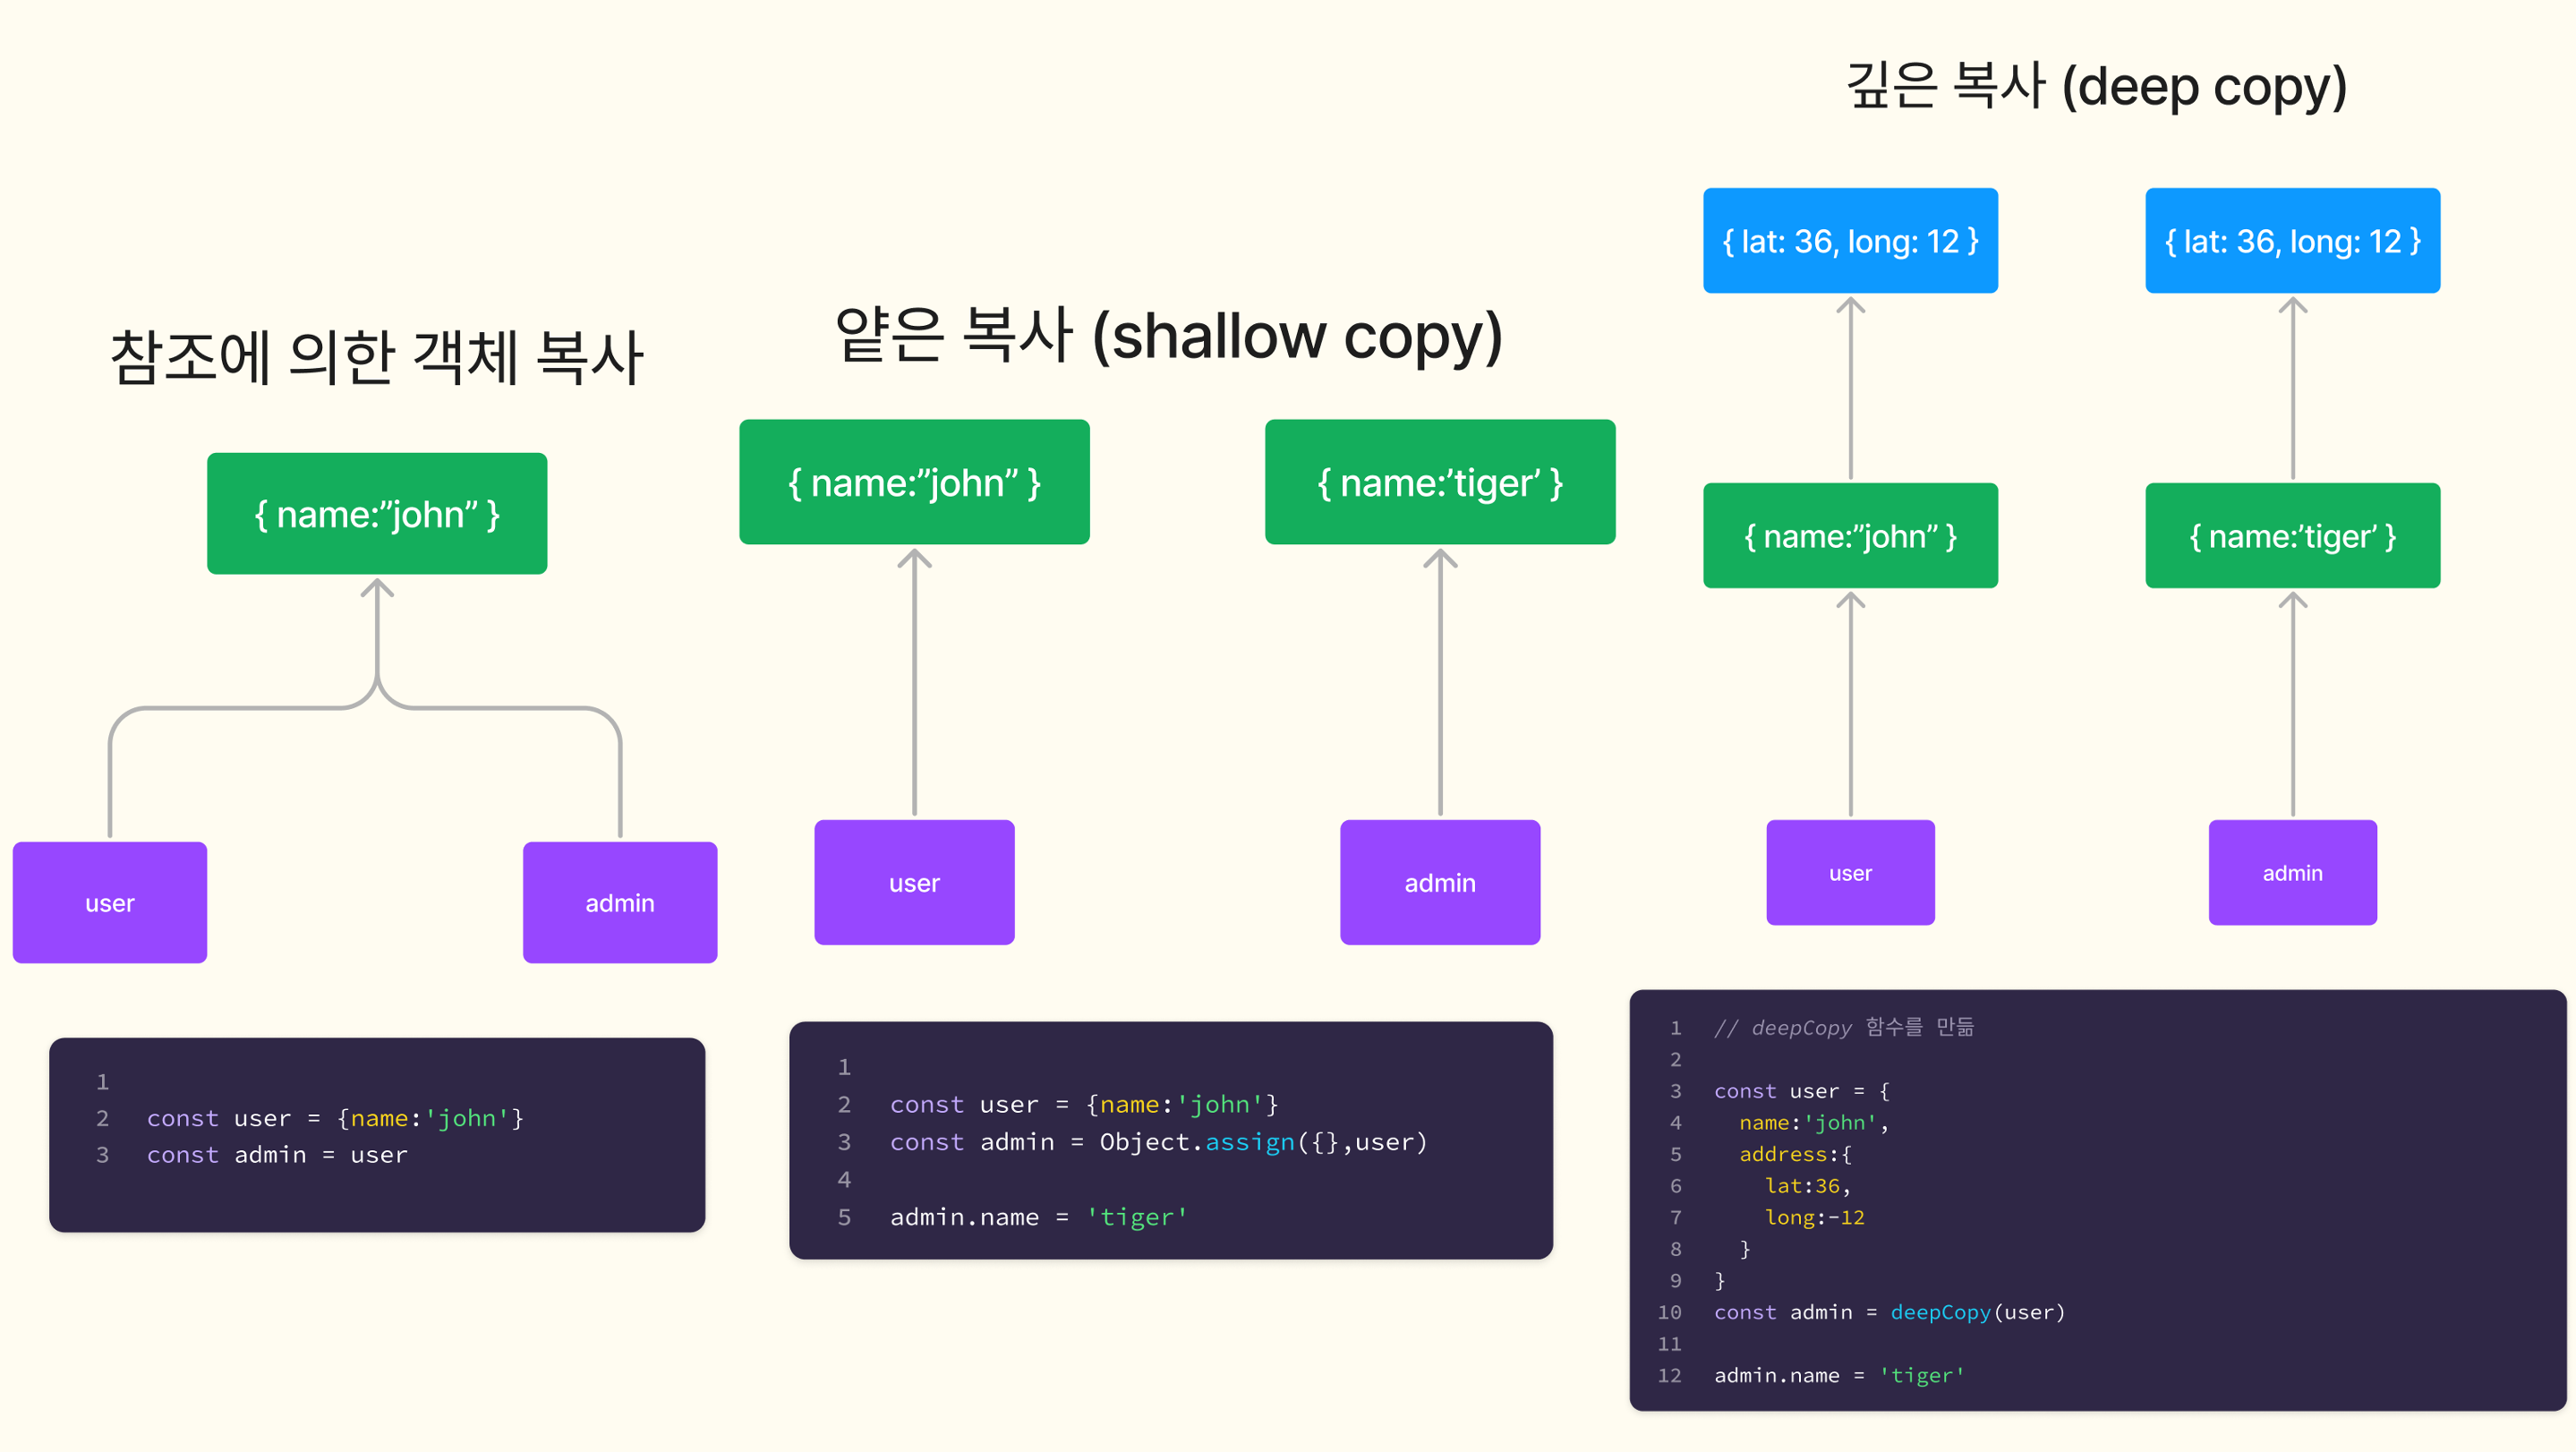 참조에 의한 객체 복사
{ name:”john” }
user
admin
1
2 const user = {name:'john'}
3 const admin = user
얕은 복사 (shallow copy)
{ name:”john” }
{ name:’tiger’ }
user
admin
1
2 const user = {name:'john'}
3 const admin = Object.assign({},user)
4
5 admin.name = 'tiger'
깊은 복사 (deep copy)
{ lat: 36, long: 12 }
{ lat: 36, long: 12 }
{ name:”john” }
{ name:’tiger’ }
user
admin
1 // deepCopy 함수를 만듦
2
3 const user = {
4 name:'john',
5 address:{
6 lat:36,
7 long:-12
8 }
9 }
10 const admin = deepCopy(user)
11
12 admin.name = 'tiger'